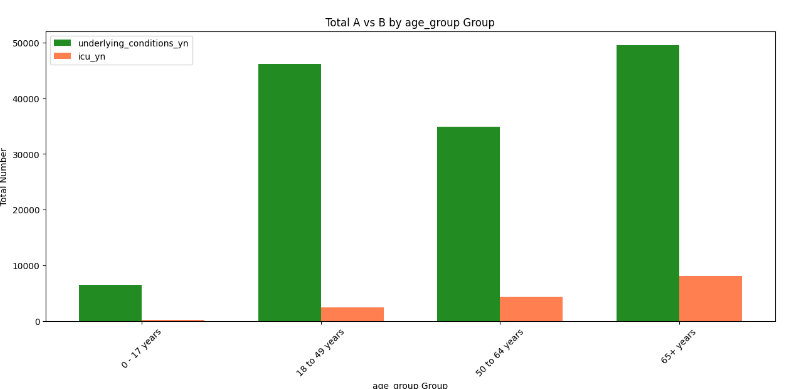 Total A vs B by age_group Group
underlying_conditions_yn
icu_yn
Total Number
50000
40000
30000
20000
10000
0
0 - 17 years
18 to 49 years
50 to 64 years
65+ years
age_group Group